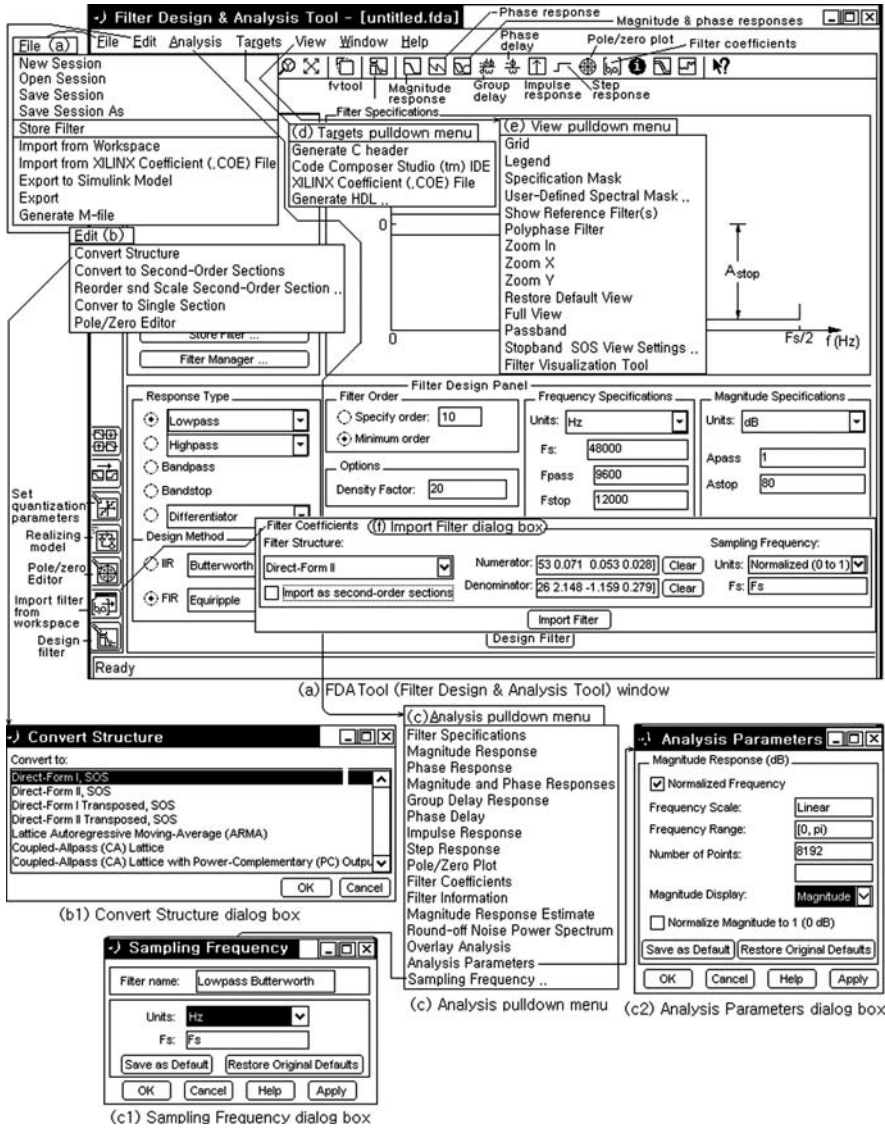 Filter Design & Analysis Tool - [untitled.fda]
Phase response
Magnitude & phase responses
File (a)
File Edit Analysis Targets View Window Help
Phase delay
Pole/zero plot
Filter coefficients
New Session
Open Session
Save Session
Save Session As
Store Filter
Import from Workspace
Import from XILINX Coefficient (.COE) File
Export to Simulink Model
Export
Generate M-file
fvtool
Magnitude response
Group delay
Impulse response
Step response
Filter Specifications
(d) Targets pulldown menu
Generate C header
Code Composer Studio (tm) IDE
XILINX Coefficient (.COE) File
Generate HDL ..
(e) View pulldown menu
Grid
Legend
Specification Mask
User-Defined Spectral Mask ..
Show Reference Filter(s)
Polyphase Filter
Zoom In
Zoom X
Zoom Y
Restore Default View
Full View
Passband
Stopband SOS View Settings ..
Filter Visualization Tool
0
Astop
0
Fs/2 f (Hz)
Edit (b)
Convert Structure
Convert to Second-Order Sections
Reorder snd Scale Second-Order Section ..
Conver to Single Section
Pole/Zero Editor
Store Filter ...
Filter Manager ...
Filter Design Panel
Response Type
Lowpass
Highpass
Bandpass
Bandstop
Differentiator
Design Method
IIR Butterworth
FIR Equiripple
Filter Order
Specify order: 10
Minimum order
Options
Density Factor: 20
Frequency Specifications
Units: Hz
Fs: 48000
Fpass 9600
Fstop 12000
Magnitude Specifications
Units: dB
Apass 1
Astop 80
Set quantization parameters
Realizing model
Pole/zero Editor
Import filter from workspace
Design filter
Filter Coefficients (f) Import Filter dialog box
Filter Structure:
Direct-Form II
Import as second-order sections
Numerator: 53 0.071 0.053 0.028] Clear
Denominator: 26 2.148 -1.159 0.279] Clear
Sampling Frequency:
Units: Normalized (0 to 1)
Fs: Fs
Import Filter
Design Filter
Ready
(a) FDATool (Filter Design & Analysis Tool) window
Convert Structure
Convert to:
Direct-Form I, SOS
Direct-Form II, SOS
Direct-Form I Transposed, SOS
Direct-Form II Transposed, SOS
Lattice Autoregressive Moving-Average (ARMA)
Coupled-Allpass (CA) Lattice
Coupled-Allpass (CA) Lattice with Power-Complementary (PC) Outpu
OK Cancel
(b1) Convert Structure dialog box
(c) Analysis pulldown menu
Filter Specifications
Magnitude Response
Phase Response
Magnitude and Phase Responses
Group Delay Response
Phase Delay
Impulse Response
Step Response
Pole/Zero Plot
Filter Coefficients
Filter Information
Magnitude Response Estimate
Round-off Noise Power Spectrum
Overlay Analysis
Analysis Parameters
Sampling Frequency ..
(c) Analysis pulldown menu
Analysis Parameters
Magnitude Response (dB)
Normalized Frequency
Frequency Scale: Linear
Frequency Range: [0, pi)
Number of Points: 8192
Magnitude Display: Magnitude
Normalize Magnitude to 1 (0 dB)
Save as Default Restore Original Defaults
OK Cancel Help Apply
(c2) Analysis Parameters dialog box
Sampling Frequency
Filter name: Lowpass Butterworth
Units: Hz
Fs: Fs
Save as Default Restore Original Defaults
OK Cancel Help Apply
(c1) Sampling Frequency dialog box